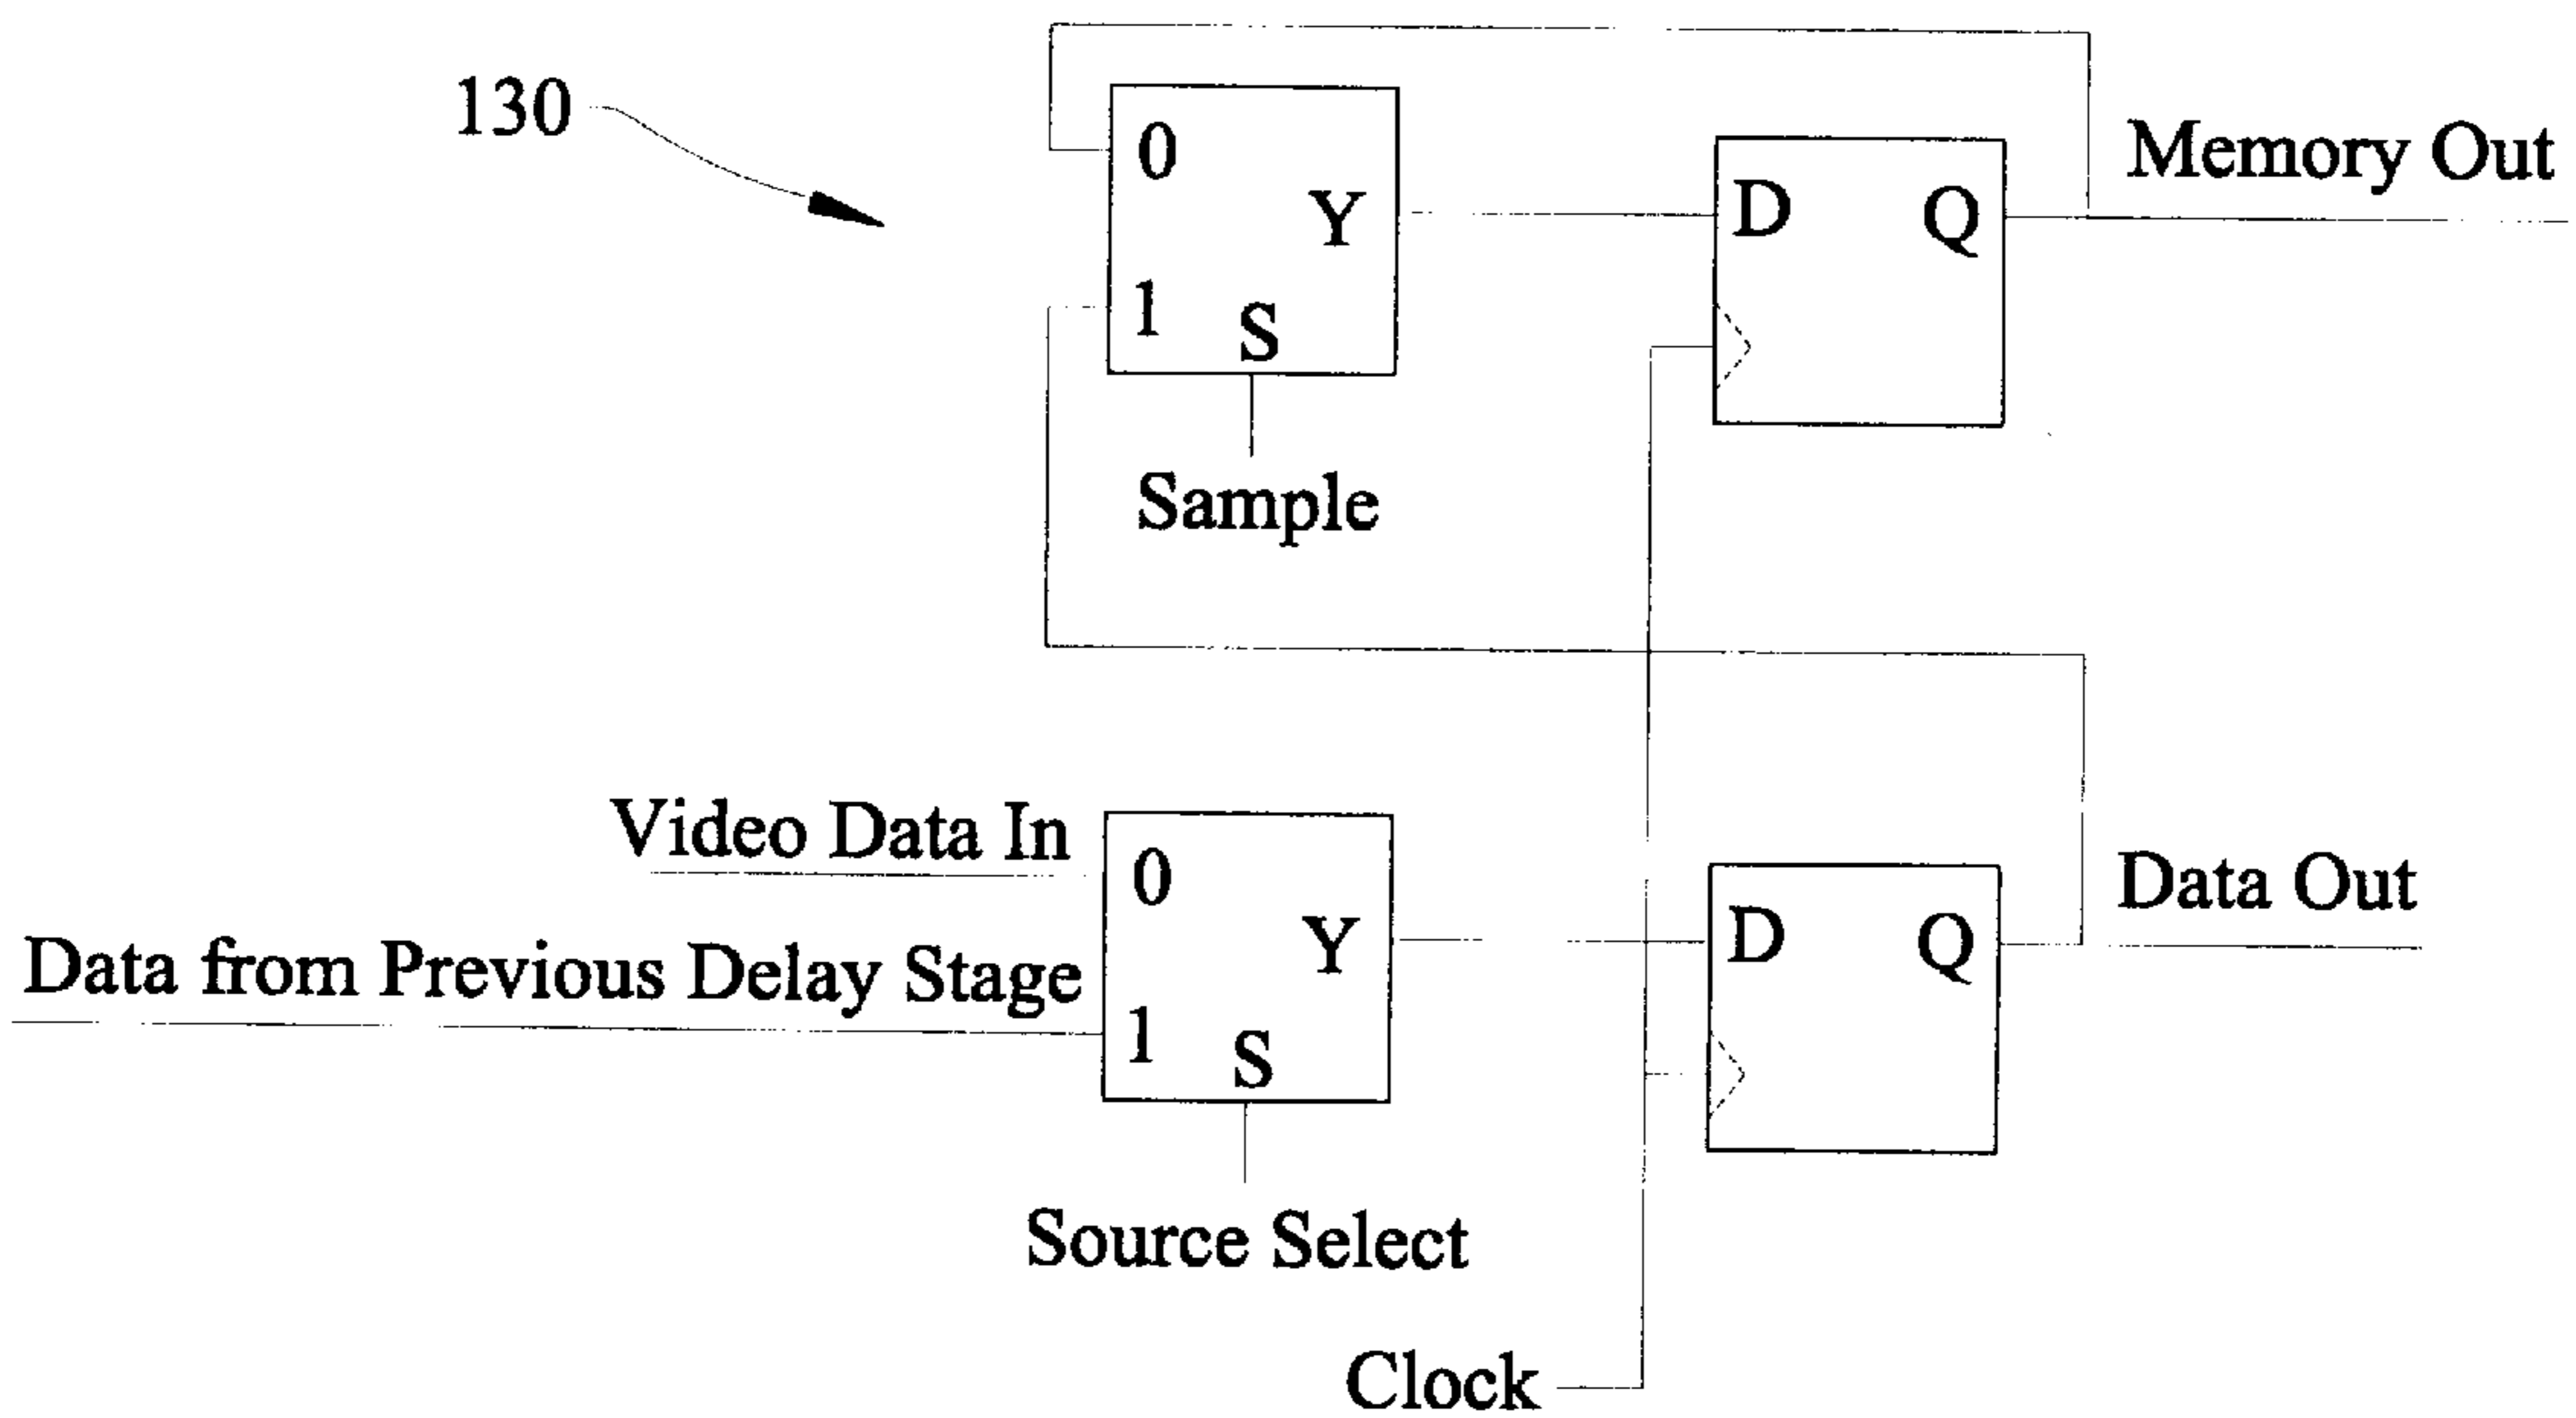 130
0
Y
1
S
D
Q
Memory Out
Sample
Video Data In
0
Y
Data from Previous Delay Stage
1
S
D
Q
Data Out
Source Select
Clock